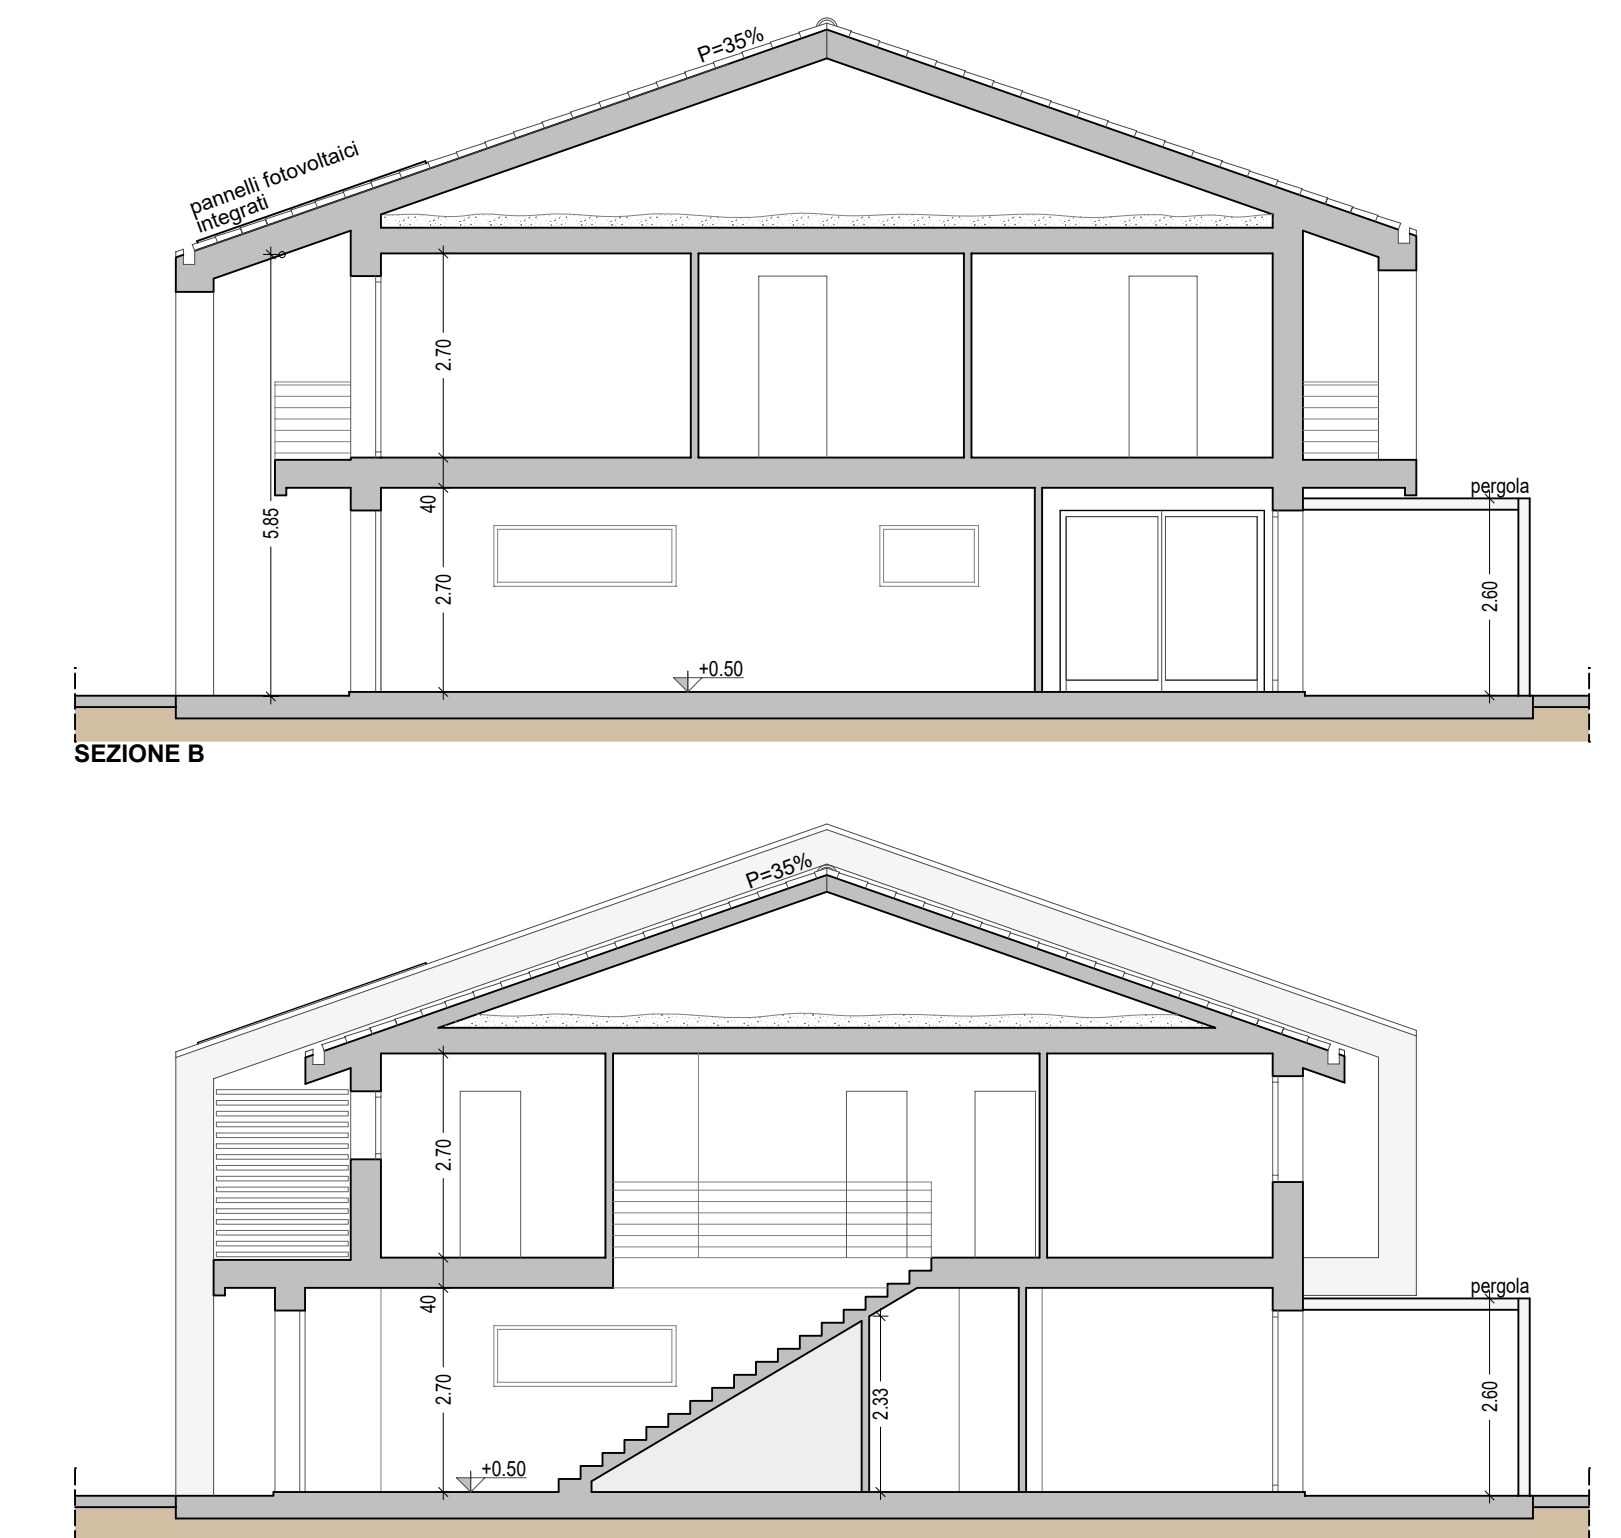 P=35%
pannelli fotovoltaici
integrati
2.70
40
5.85
2.70
+0.50
pergola
2.60
SEZIONE B
P=35%
2.70
40
2.70
+0.50
2.33
pergola
2.60